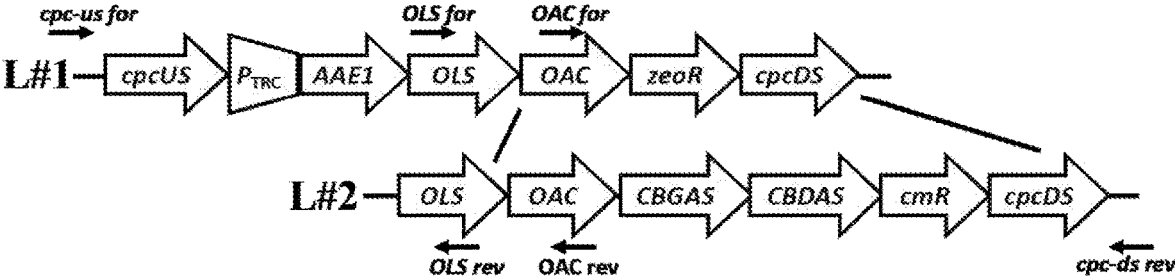 cpc-us for OLS for OAC for
L#1 cpcUS PTRC AAE1 OLS OAC zeoR cpcDS
L#2 OLS OAC CBGAS CBDAS cmR cpcDS
OLS rev OAC rev cpc-ds rev